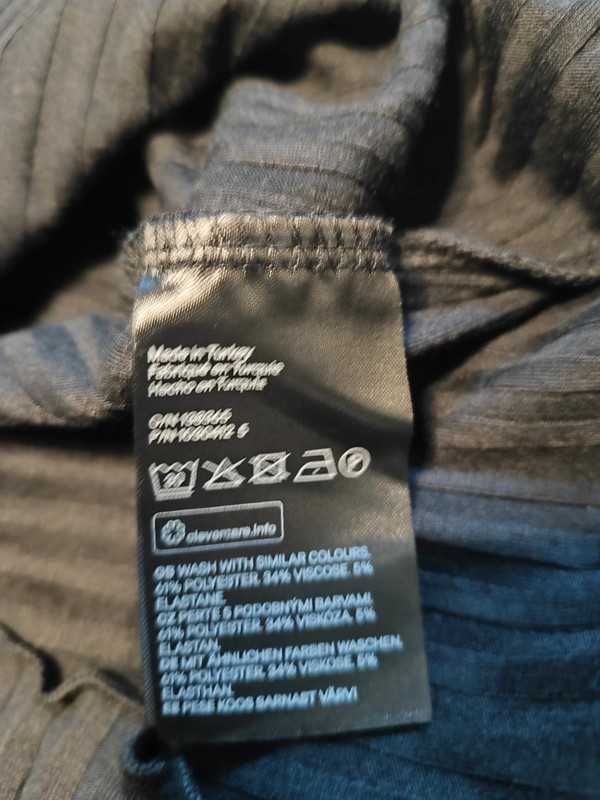 Made in Turkey
Fabriqué en Turquie
Hecho en Turquía
C/N 138365
30
clevercare.info
GB WASH WITH SIMILAR COLOURS.
61% POLYESTER, 34% VISCOSE, 5%
ELASTANE.
CZ PERTE S PODOBNÝMI BARVAMI.
61% POLYESTER, 34% VISKÓZA, 5%
ELASTAN.
DE MIT ÄHNLICHEN FARBEN WASCHEN.
61% POLYESTER, 34% VISKOSE, 5%
ELASTHAN.
EE PESE KOOS SARNAST VÄRVI